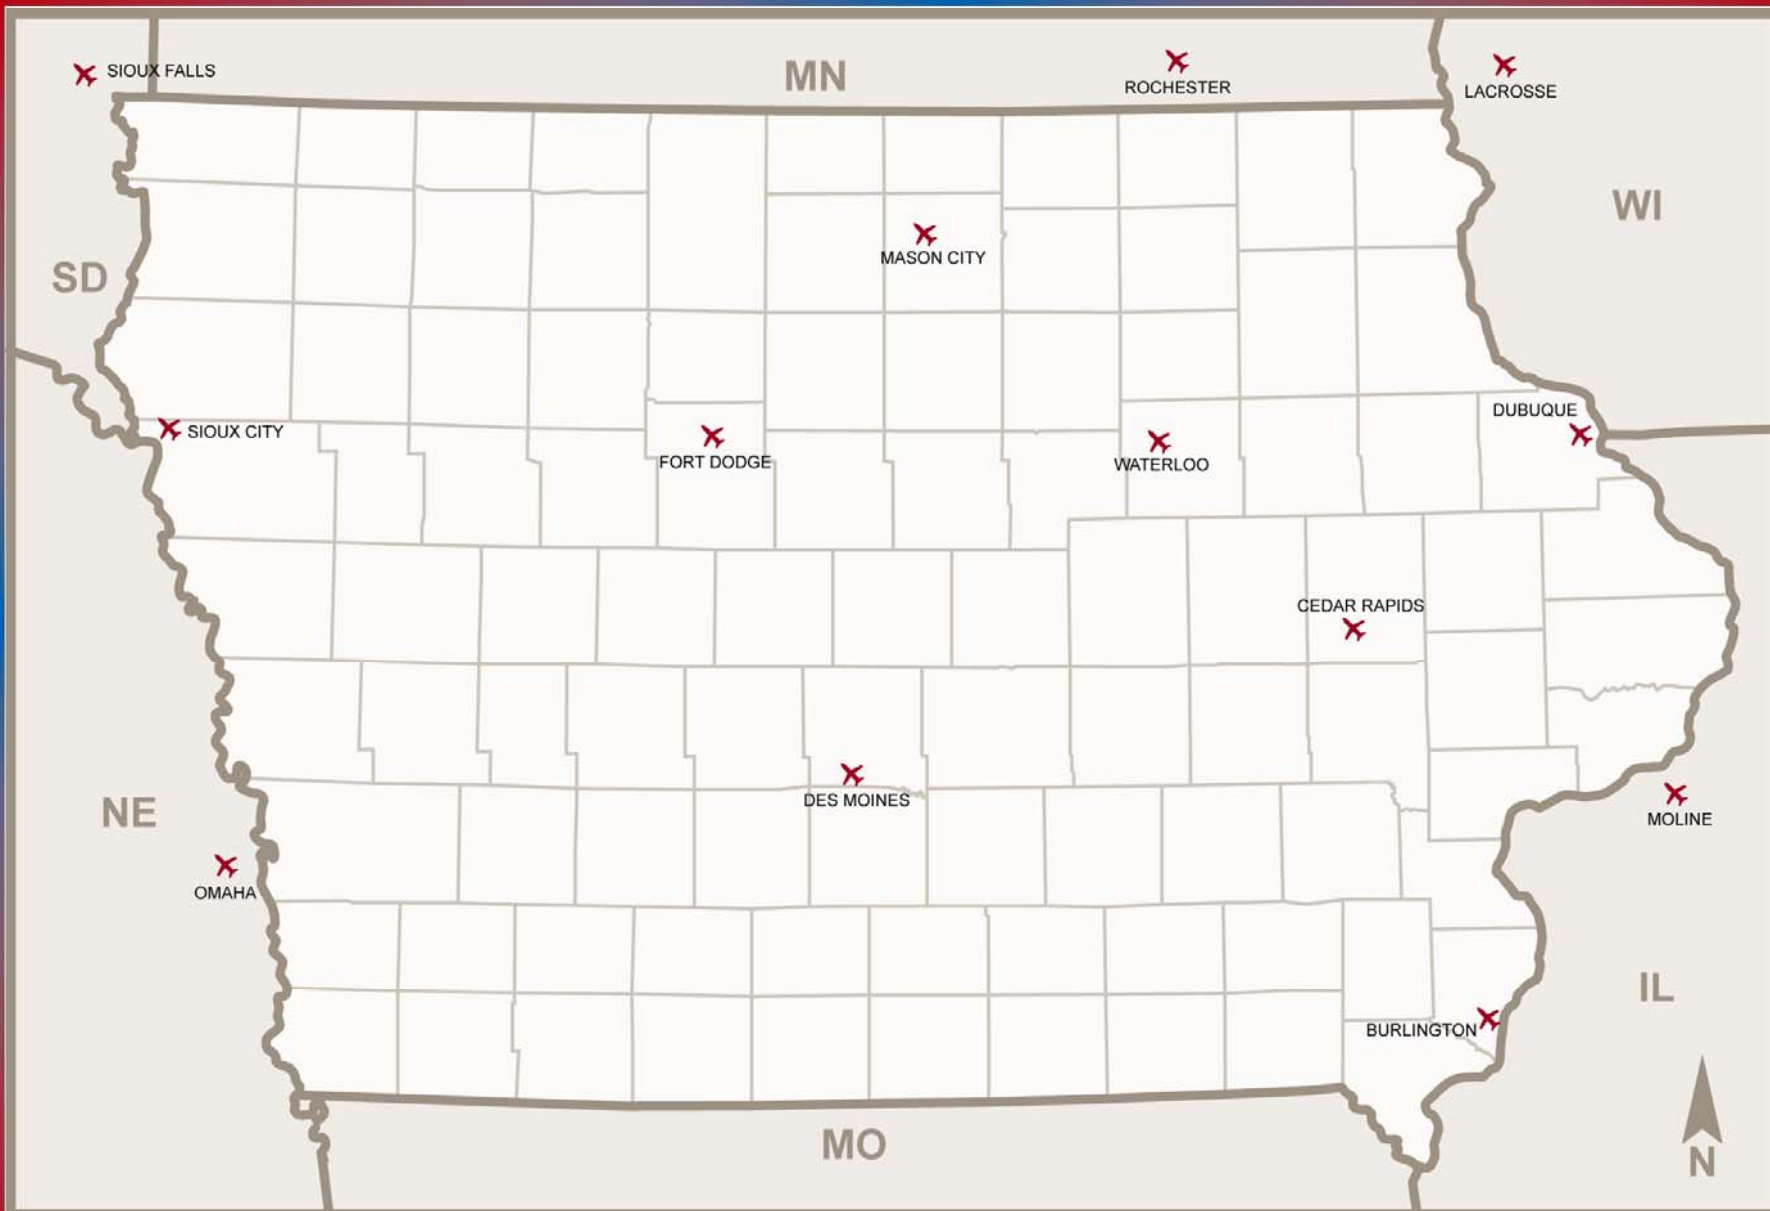 SIOUX FALLS
MN
ROCHESTER
LACROSSE
WI
MASON CITY
SD
DUBUQUE
SIOUX CITY
FORT DODGE
WATERLOO
CEDAR RAPIDS
DES MOINES
NE
MOLINE
OMAHA
IL
BURLINGTON
MO
N